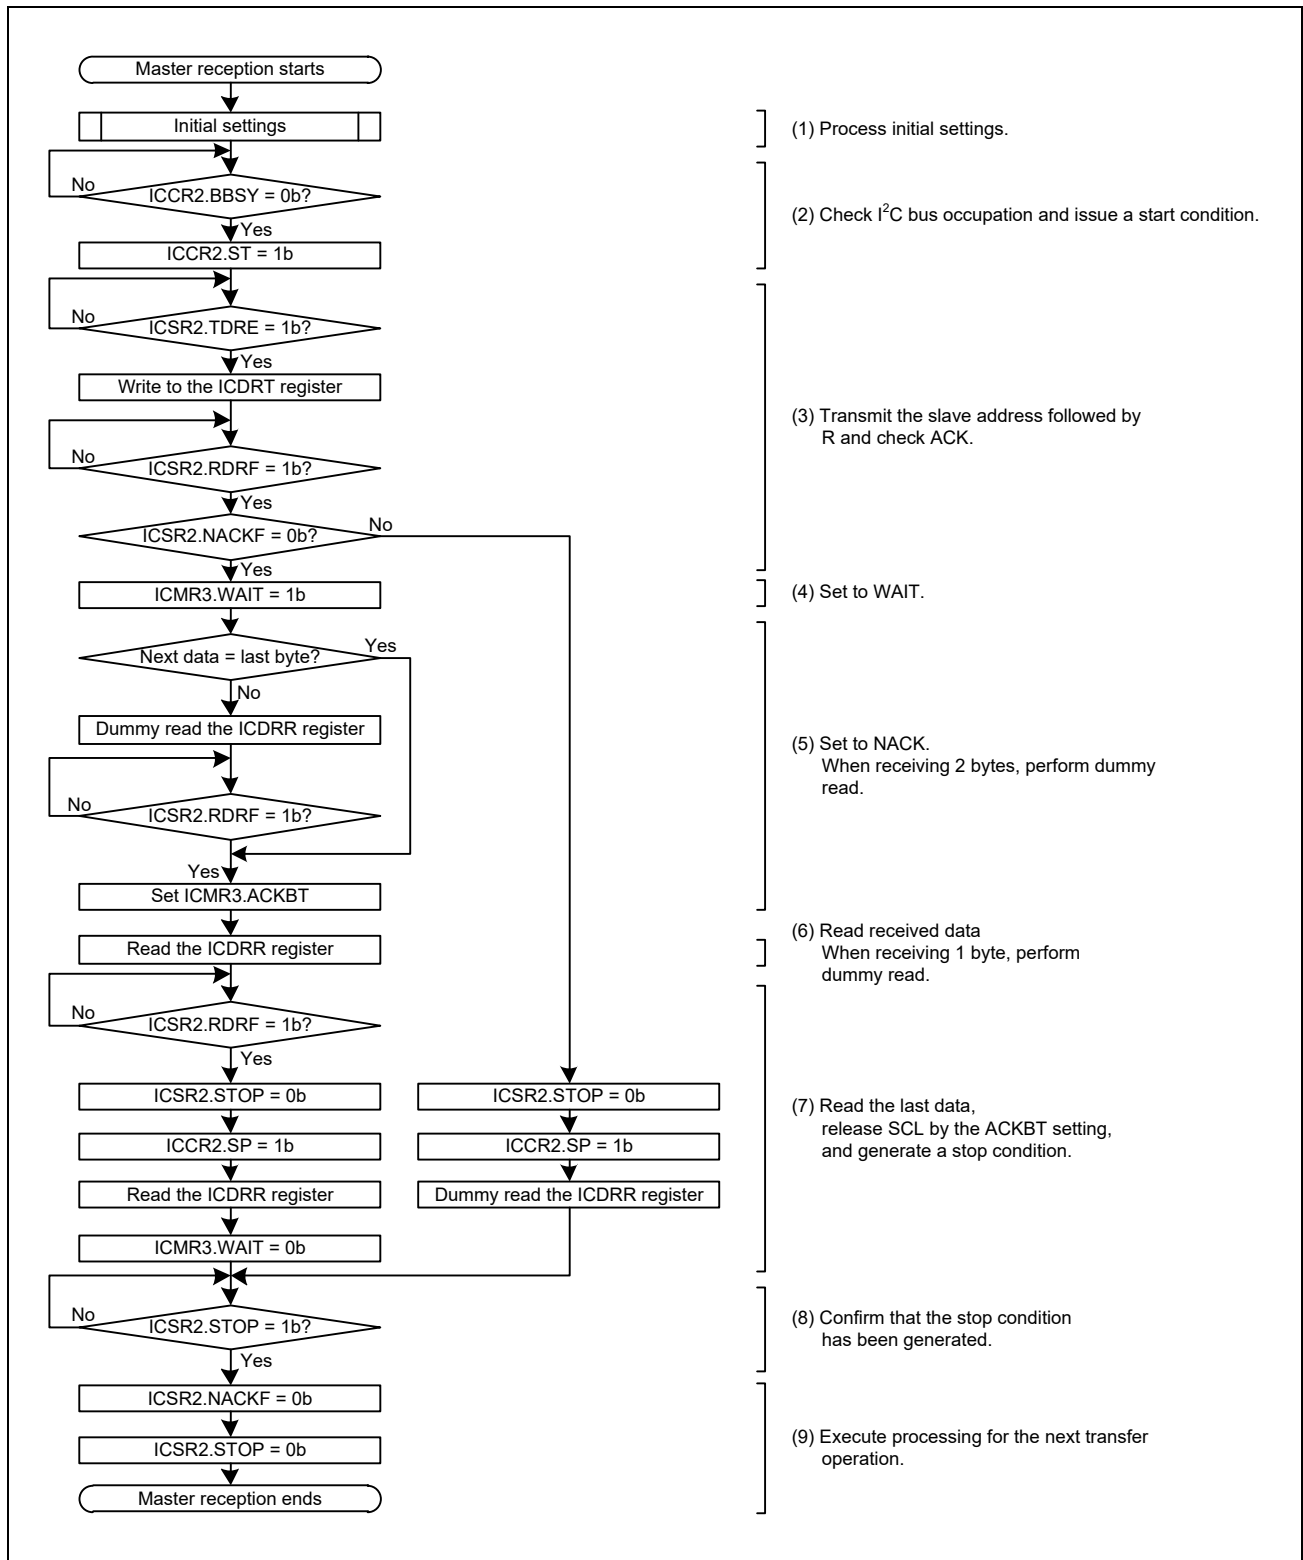 Master reception starts
Initial settings
(1) Process initial settings.
No
ICCR2.BBSY = 0b?
Yes
ICCR2.ST = 1b
(2) Check I²C bus occupation and issue a start condition.
No
ICSR2.TDRE = 1b?
Yes
Write to the ICDRT register
No
ICSR2.RDRF = 1b?
Yes
ICSR2.NACKF = 0b?
No
Yes
(3) Transmit the slave address followed by
R and check ACK.
ICMR3.WAIT = 1b
(4) Set to WAIT.
Next data = last byte?
Yes
No
Dummy read the ICDRR register
No
ICSR2.RDRF = 1b?
Yes
Set ICMR3.ACKBT
(5) Set to NACK.
When receiving 2 bytes, perform dummy
read.
Read the ICDRR register
(6) Read received data
When receiving 1 byte, perform
dummy read.
No
ICSR2.RDRF = 1b?
Yes
ICSR2.STOP = 0b
ICCR2.SP = 1b
Read the ICDRR register
ICMR3.WAIT = 0b
ICSR2.STOP = 0b
ICCR2.SP = 1b
Dummy read the ICDRR register
(7) Read the last data,
release SCL by the ACKBT setting,
and generate a stop condition.
No
ICSR2.STOP = 1b?
Yes
(8) Confirm that the stop condition
has been generated.
ICSR2.NACKF = 0b
ICSR2.STOP = 0b
(9) Execute processing for the next transfer
operation.
Master reception ends